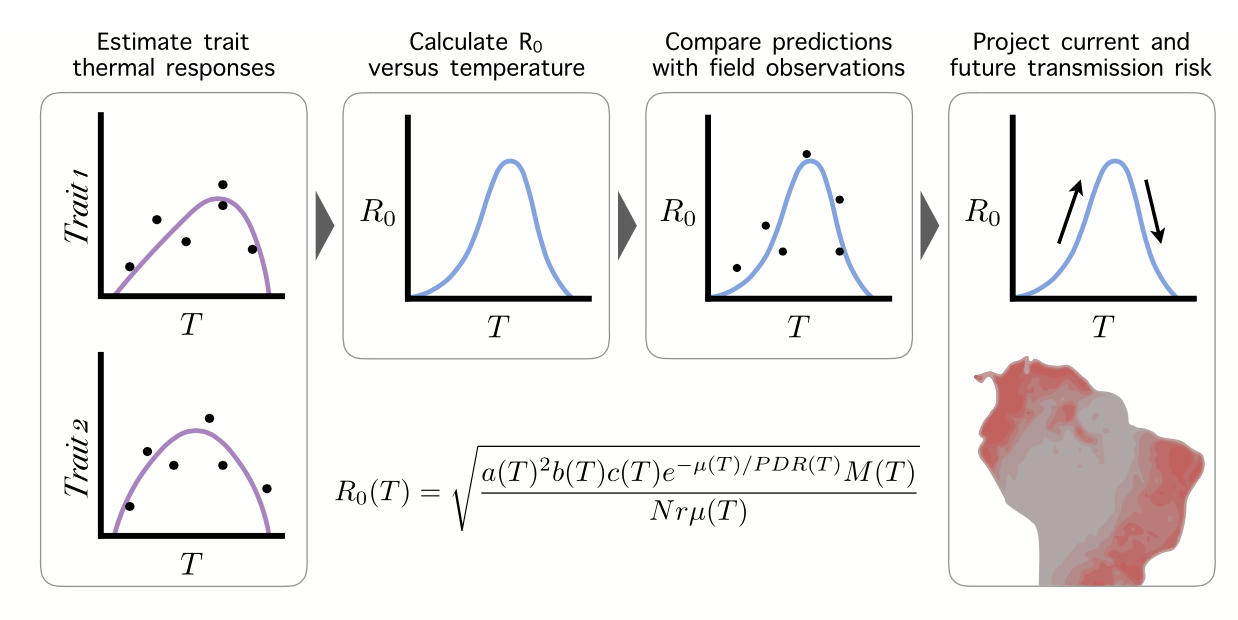 Estimate trait
thermal responses
Calculate R₀
versus temperature
Compare predictions
with field observations
Project current and
future transmission risk
Trait 1
T
Trait 2
T
R₀
T
R₀
T
R₀
T
R₀(T) = √(a(T)²b(T)c(T)e^{−μ(T)/PDR(T)}M(T)
Nrμ(T))